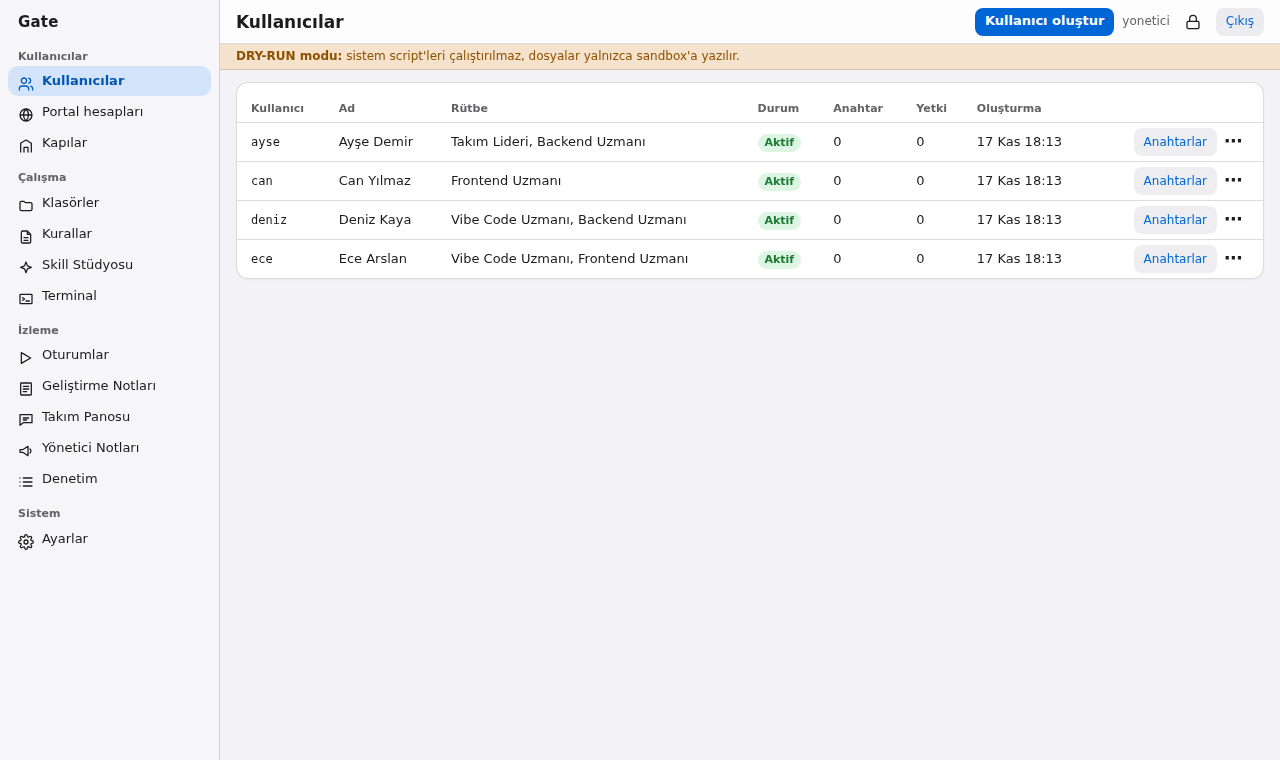 Gate
Kullanıcılar
Kullanıcılar
Portal hesapları
Kapılar
Çalışma
Klasörler
Kurallar
Skill Stüdyosu
Terminal
İzleme
Oturumlar
Geliştirme Notları
Takım Panosu
Yönetici Notları
Denetim
Sistem
Ayarlar
Kullanıcılar Kullanıcı oluştur yonetici Çıkış
DRY-RUN modu: sistem script'leri çalıştırılmaz, dosyalar yalnızca sandbox'a yazılır.
Kullanıcı Ad Rütbe Durum Anahtar Yetki Oluşturma
ayse Ayşe Demir Takım Lideri, Backend Uzmanı Aktif 0 0 17 Kas 18:13 Anahtarlar ...
can Can Yılmaz Frontend Uzmanı Aktif 0 0 17 Kas 18:13 Anahtarlar ...
deniz Deniz Kaya Vibe Code Uzmanı, Backend Uzmanı Aktif 0 0 17 Kas 18:13 Anahtarlar ...
ece Ece Arslan Vibe Code Uzmanı, Frontend Uzmanı Aktif 0 0 17 Kas 18:13 Anahtarlar ...